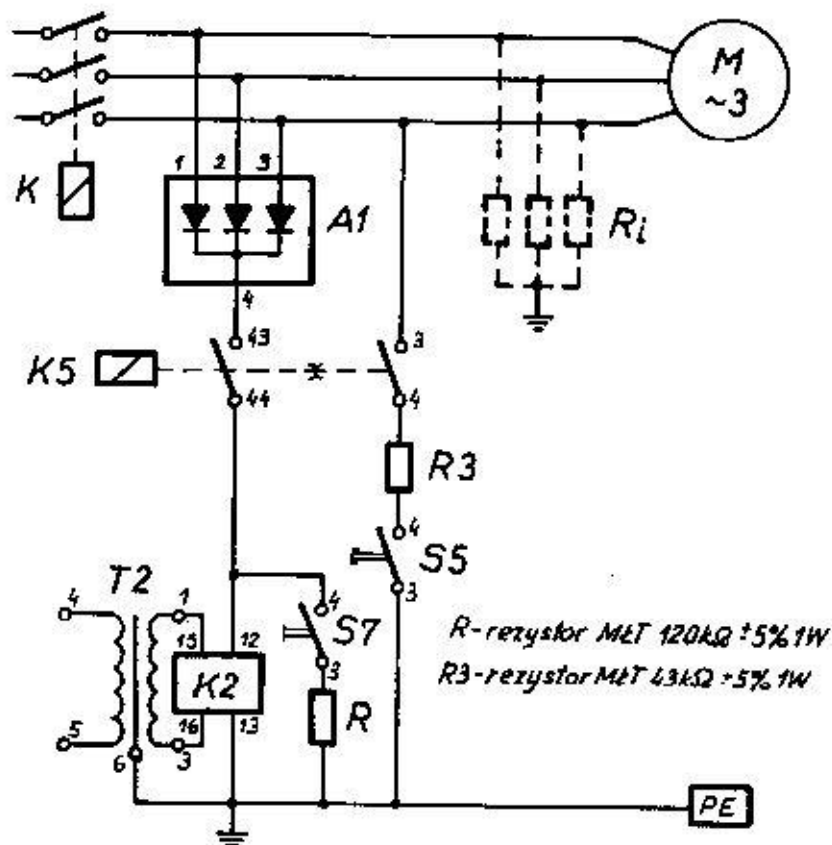 M
~3
K
1 2 3
A1
Ri
4
43
3
K5
44
4
R3
4
S5
3
T2
4
1
15
12
4
S7
K2
3
R
16
13
5
3
6
R-rezystor MŁT 120kΩ ±5% 1W
R3-rezystor MŁT 43kΩ ±5% 1W
PE